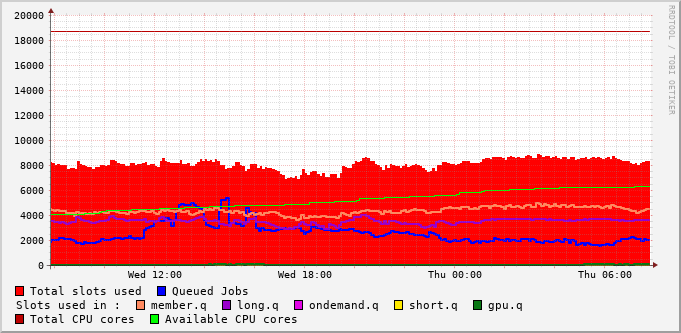 20000
18000
16000
14000
12000
10000
8000
6000
4000
2000
0
Wed 12:00 Wed 18:00 Thu 00:00 Thu 06:00
Total slots used Queued Jobs
Slots used in : member.q long.q ondemand.q short.q gpu.q
Total CPU cores Available CPU cores
RRDTOOL / TOBI OETIKER